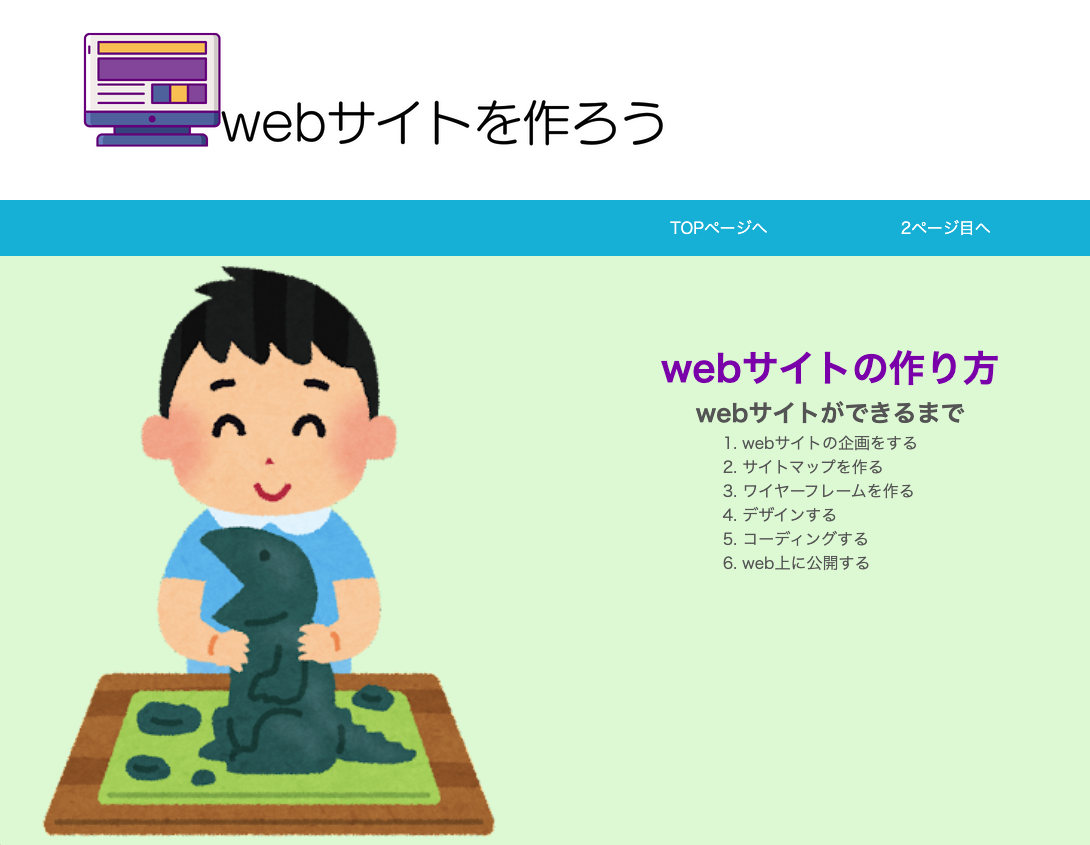 webサイトを作ろう
TOPページへ 2ページ目へ
webサイトの作り方
webサイトができるまで
1. webサイトの企画をする
2. サイトマップを作る
3. ワイヤーフレームを作る
4. デザインする
5. コーディングする
6. web上に公開する